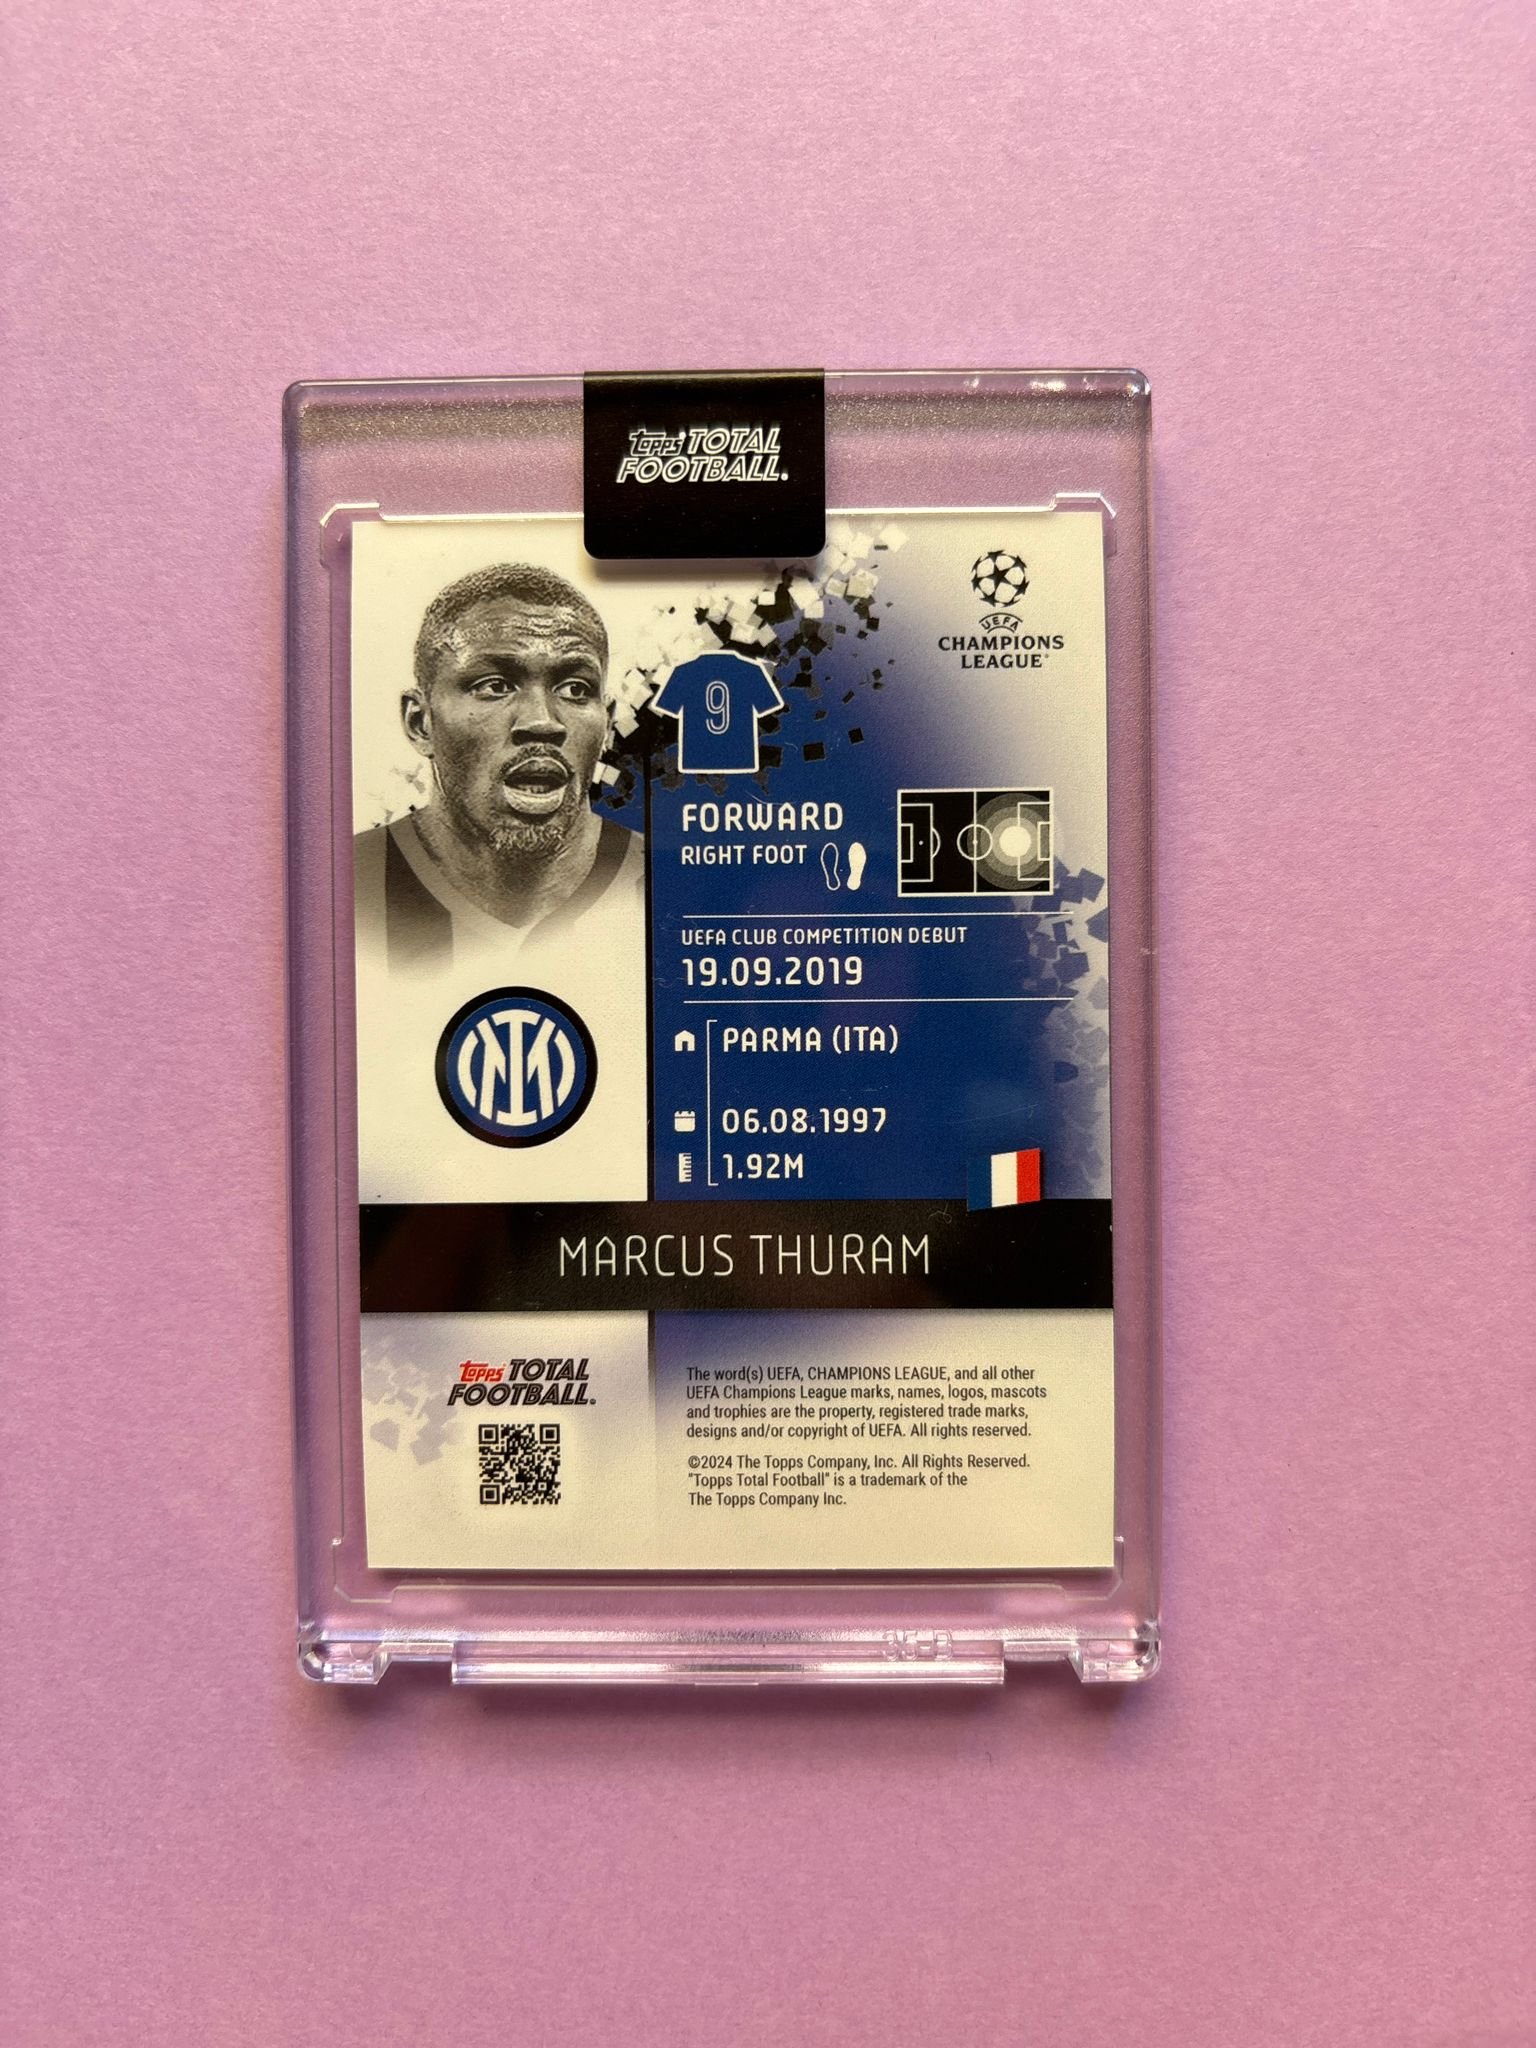 topps TOTAL
FOOTBALL.
UEFA
CHAMPIONS
LEAGUE
9
FORWARD
RIGHT FOOT
UEFA CLUB COMPETITION DEBUT
19.09.2019
PARMA (ITA)
06.08.1997
1.92M
IM
MARCUS THURAM
topps TOTAL
FOOTBALL.
The word(s) UEFA, CHAMPIONS LEAGUE, and all other
UEFA Champions League marks, names, logos, mascots
and trophies are the property, registered trade marks,
designs and/or copyright of UEFA. All rights reserved.
©2024 The Topps Company, Inc. All Rights Reserved.
"Topps Total Football" is a trademark of the
The Topps Company Inc.
35-B